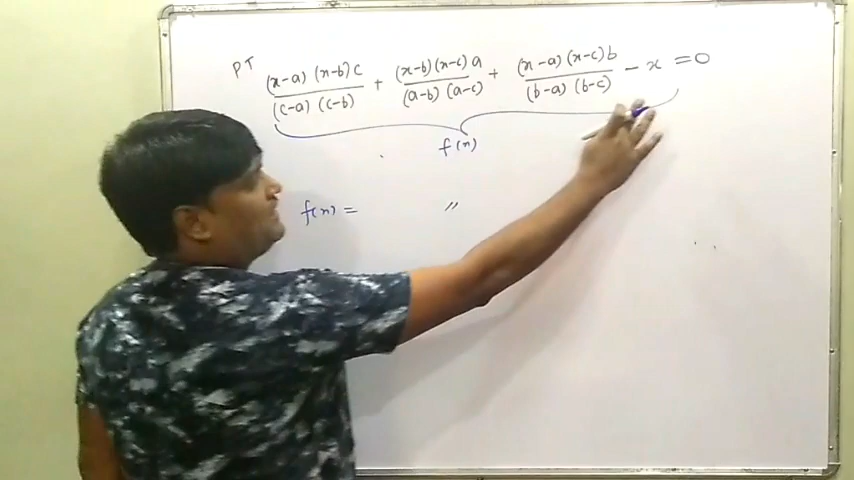 PT (x-a)(x-b)c/(c-a)(c-b) + (x-b)(x-c)a/(a-b)(a-c) + (x-a)(x-c)b/(b-a)(b-c) - x = 0
f(x)
f(x) = "